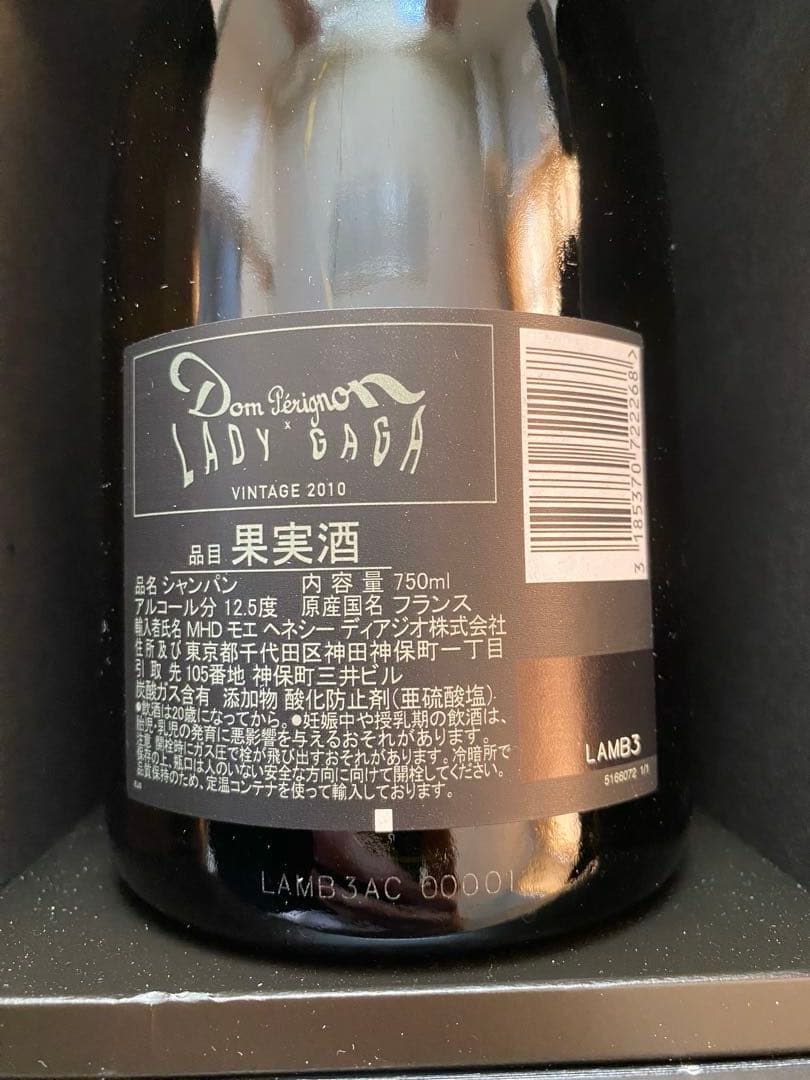 Dom Pérignon
x
LADY GAGA
VINTAGE 2010
品目 果実酒
品名 シャンパン 内容量 750ml
アルコール分 12.5度 原産国名 フランス
輸入者氏名 MHD モエ ヘネシー ディアジオ株式会社
住所及び 東京都千代田区神田神保町一丁目
引取先 105番地 神保町三井ビル
炭酸ガス含有 添加物 酸化防止剤(亜硫酸塩)
●飲酒は20歳になってから。●妊娠中や授乳期の飲酒は、
胎児・乳児の発育に悪影響を与えるおそれがあります。
注意 開栓時にガス圧で栓が飛び出すおそれがあります。冷暗所で
保存の上、瓶口は人のいない安全な方向に向けて開栓してください。
品質保持のため、定温コンテナを使って輸入しております。
3 185370 722268 >
LAMB3
5166072 1/1
LAMB3AC 00001